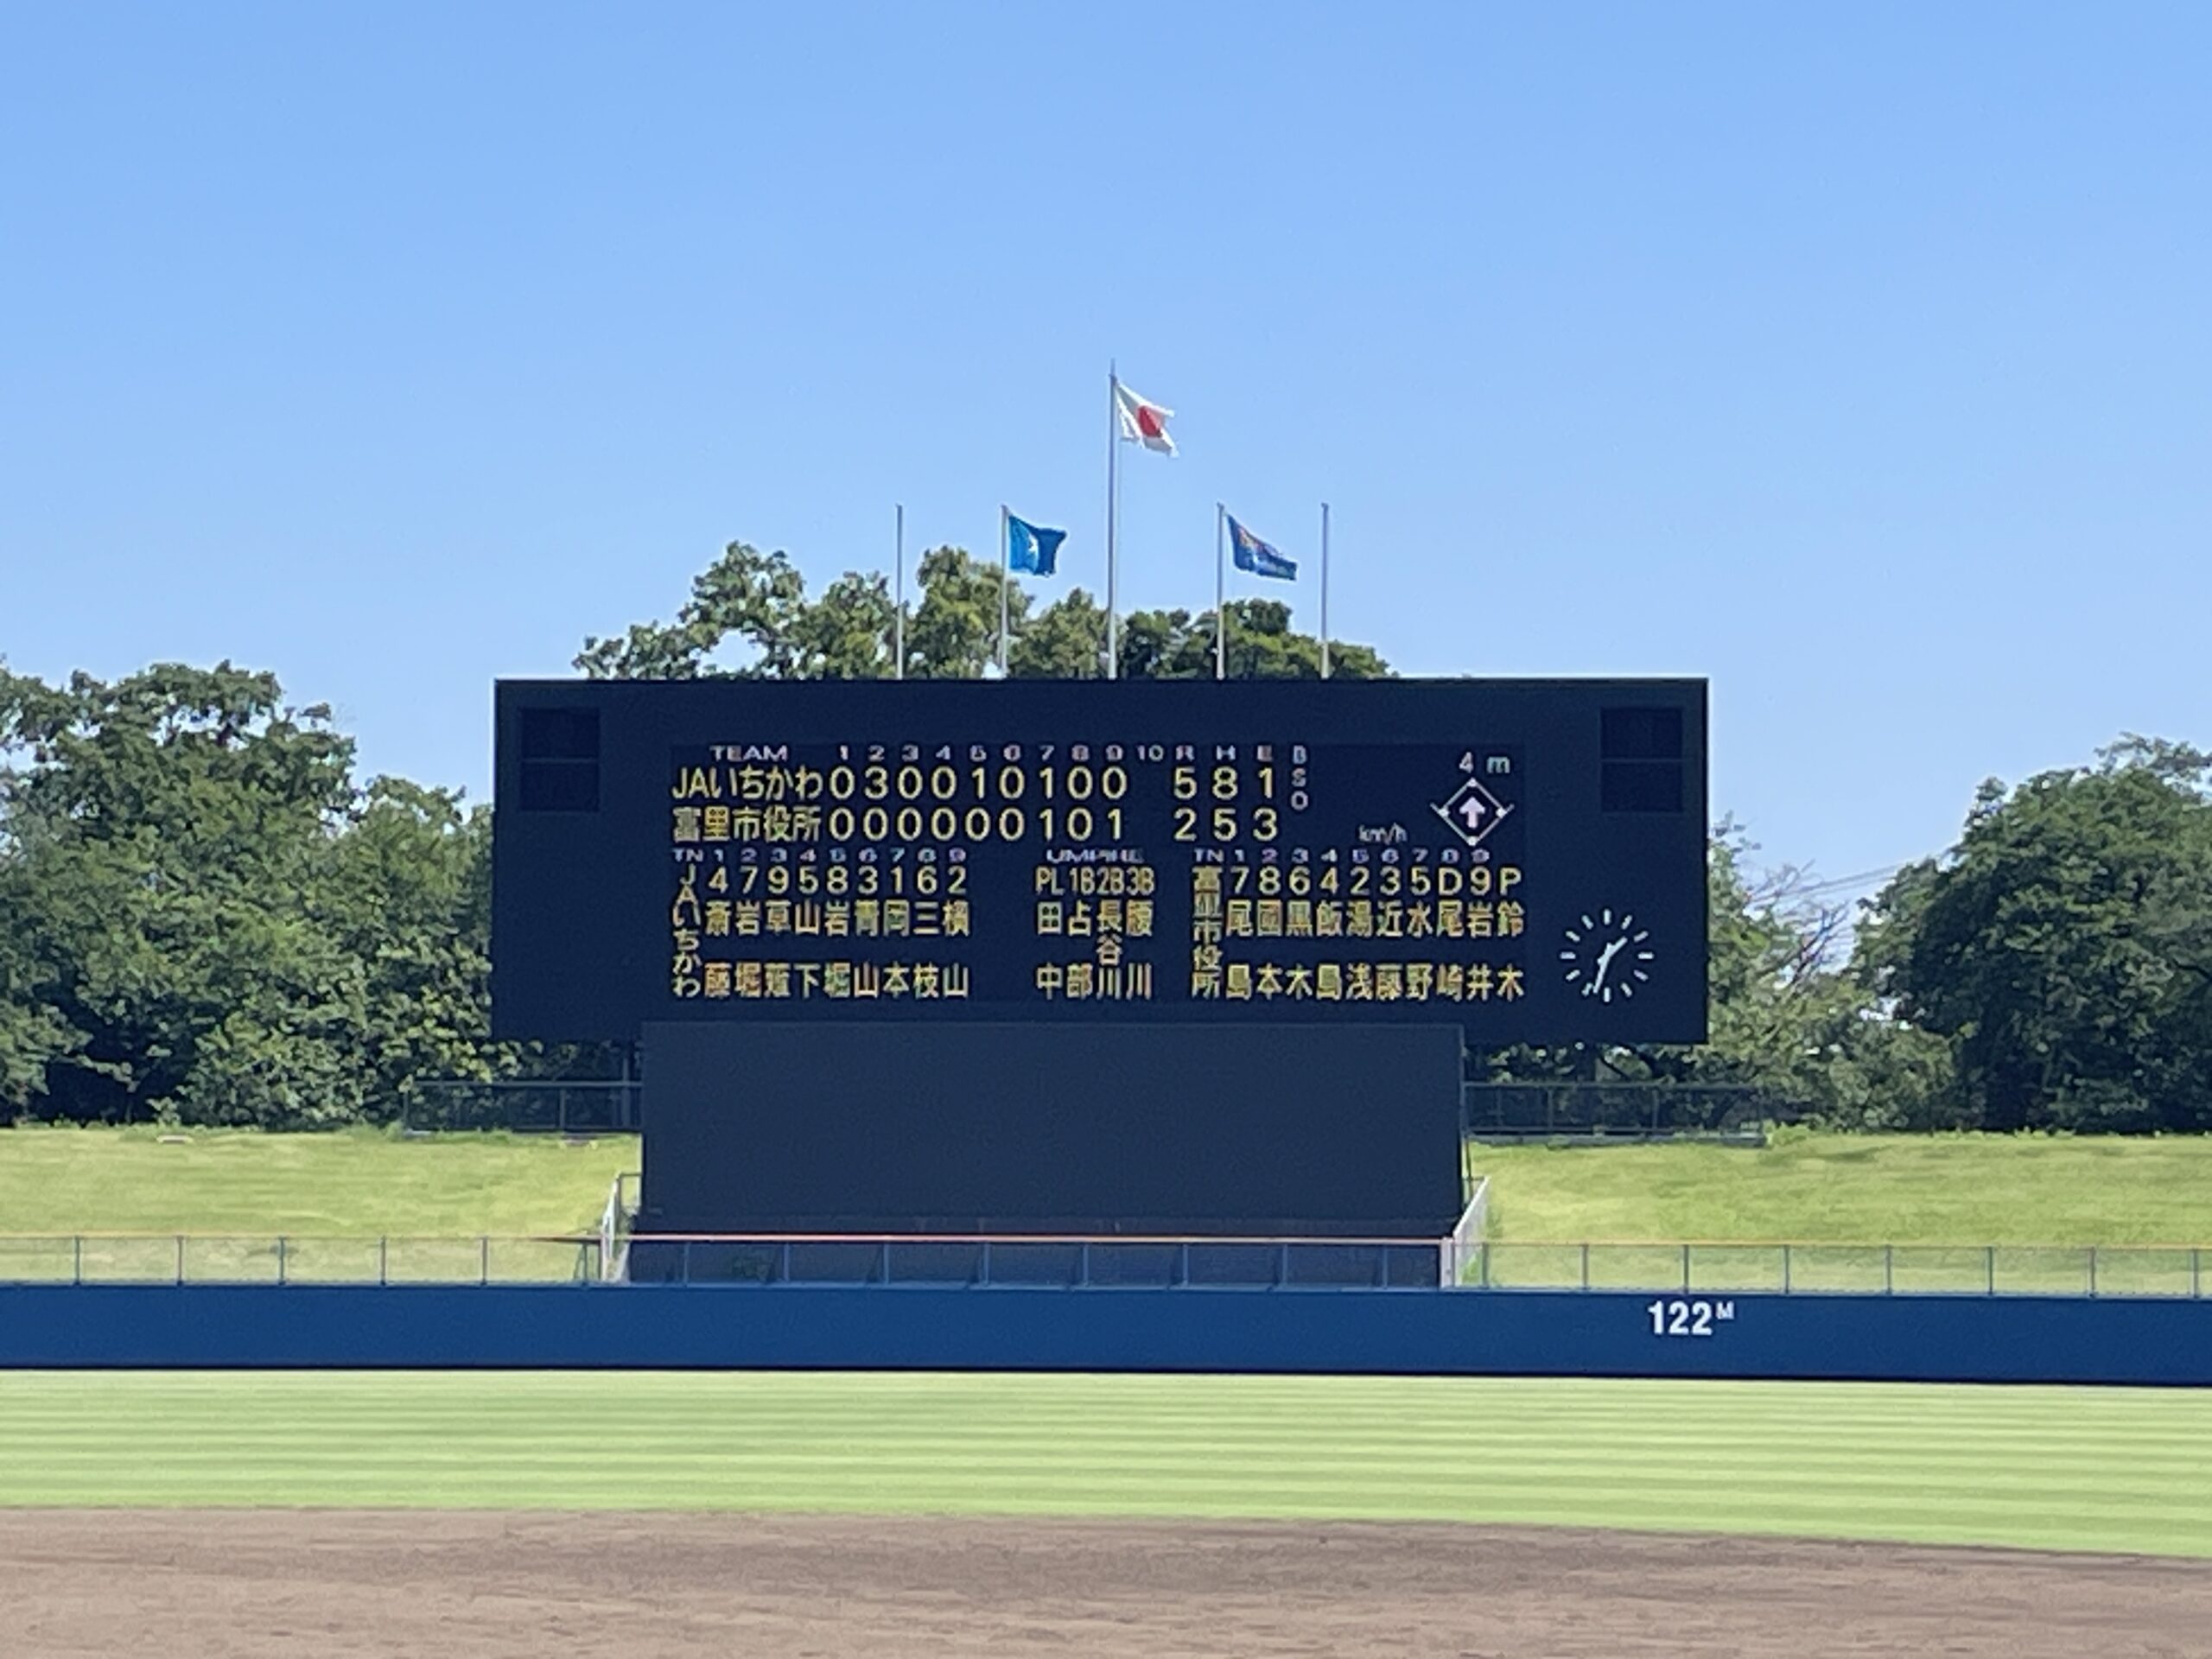 TEAM 1 2 3 4 5 6 7 8 9 10 R H E B
JAいちかわ 0 3 0 0 1 0 1 0 0 5 8 1 S
O
4 m
富里市役所 0 0 0 0 0 0 1 0 1 2 5 3
km/h
TN 1 2 3 4 5 6 7 8 9
JAいちかわ
4 7 9 5 8 3 1 6 2
斎藤
岩堀
草薙
山下
岩堀
青山
岡本
三枝
横山
UMPIRE
PL 1B 2B 3B
田中
占部
長谷川
腰川
TN 1 2 3 4 5 6 7 8 9
富里市役所
7 8 6 4 2 3 5 D 9 P
尾島
國本
黒木
飯島
湯浅
近藤
水野
尾崎
岩井
鈴木
122M